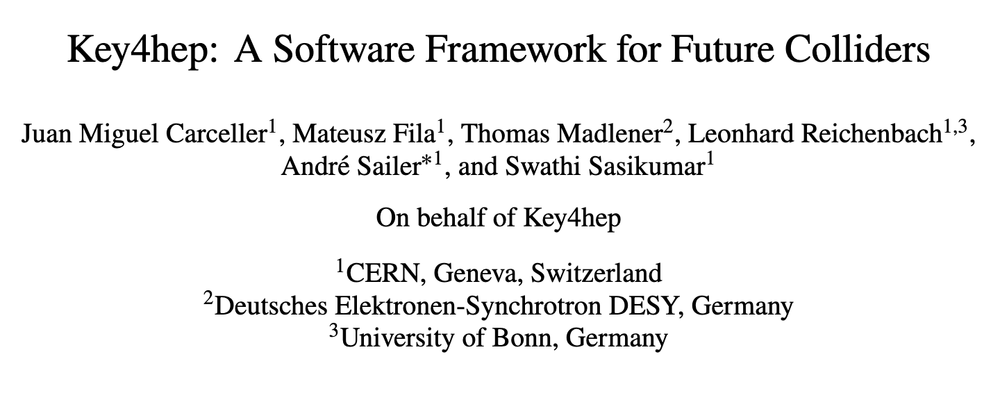 Key4hep: A Software Framework for Future Colliders
Juan Miguel Carceller¹, Mateusz Fila¹, Thomas Madlener², Leonhard Reichenbach¹,³,
André Sailer*¹, and Swathi Sasikumar¹
On behalf of Key4hep
¹CERN, Geneva, Switzerland
²Deutsches Elektronen-Synchrotron DESY, Germany
³University of Bonn, Germany